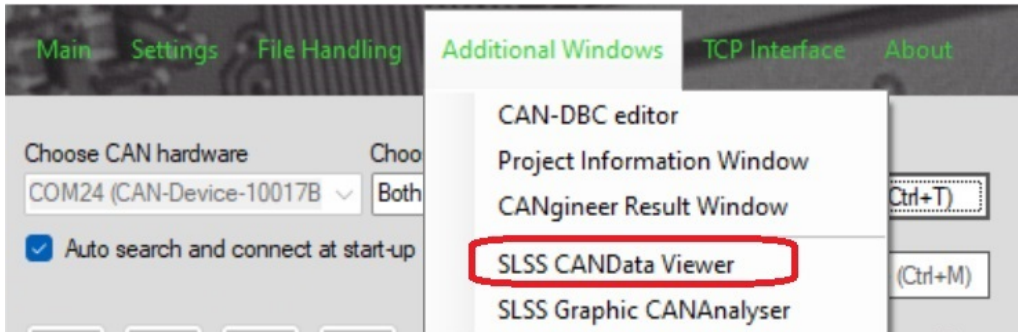 Main Settings File Handling Additional Windows TCP Interface About
CAN-DBC editor
Project Information Window
CANgineer Result Window
SLSS CANData Viewer
SLSS Graphic CANAnalyser
Choose CAN hardware
COM24 (CAN-Device-10017B
Auto search and connect at start-up
Choo
Both
Ctrl+T)
(Ctrl+M)